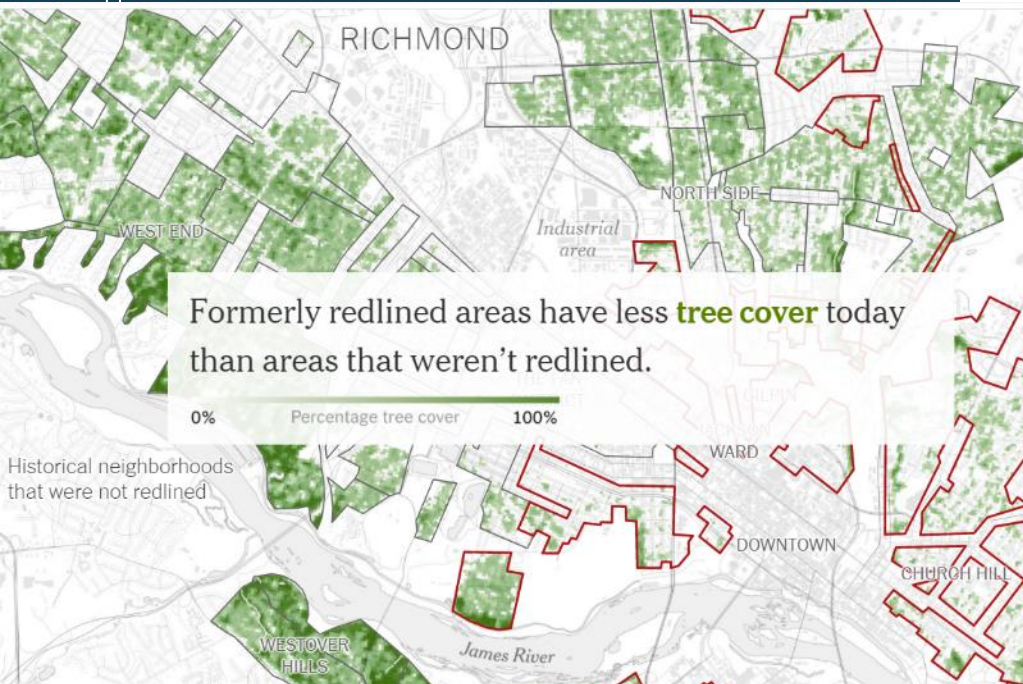 RICHMOND
NORTH SIDE
Industrial
area
WEST END
Formerly redlined areas have less tree cover today
than areas that weren't redlined.
0% Percentage tree cover 100%
GILPIN
JACKSON
WARD
Historical neighborhoods
that were not redlined
DOWNTOWN
CHURCH HILL
WESTOVER
HILLS
James River